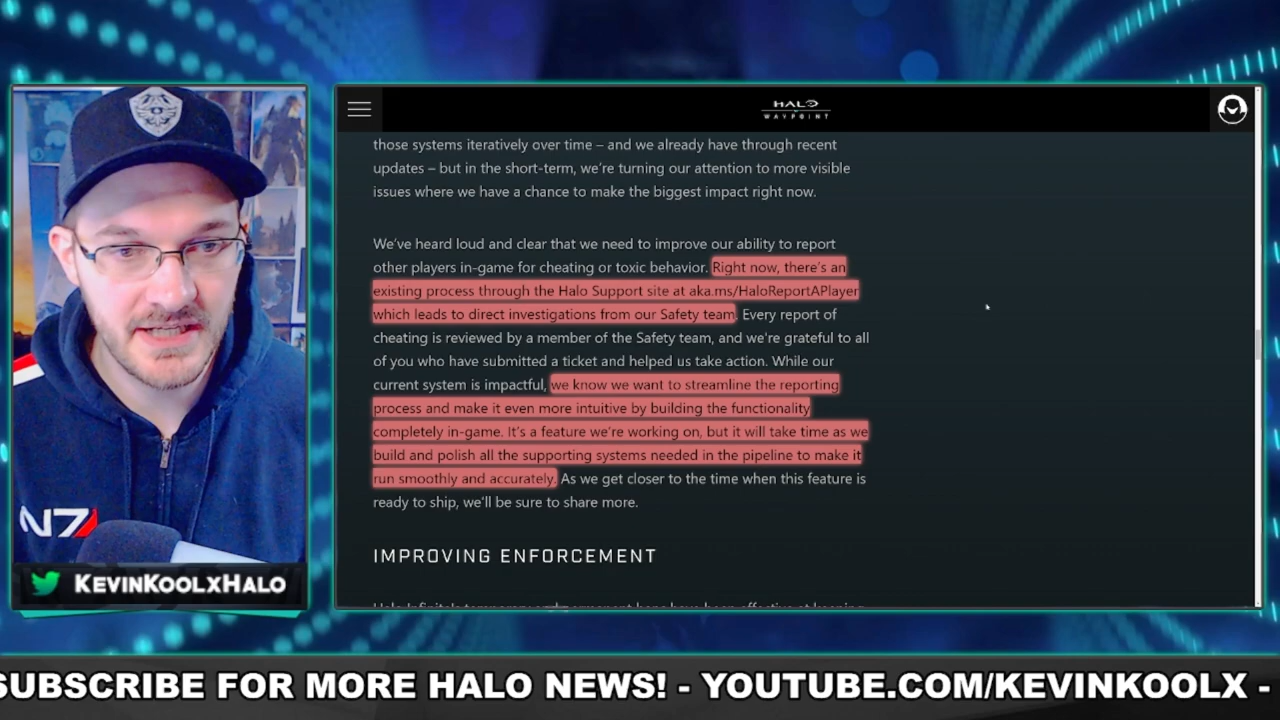 HALO
WAYPOINT
those systems iteratively over time – and we already have through recent
updates – but in the short-term, we're turning our attention to more visible
issues where we have a chance to make the biggest impact right now.
We've heard loud and clear that we need to improve our ability to report
other players in-game for cheating or toxic behavior. Right now, there's an
existing process through the Halo Support site at aka.ms/HaloReportAPlayer
which leads to direct investigations from our Safety team. Every report of
cheating is reviewed by a member of the Safety team, and we're grateful to all
of you who have submitted a ticket and helped us take action. While our
current system is impactful, we know we want to streamline the reporting
process and make it even more intuitive by building the functionality
completely in-game. It's a feature we're working on, but it will take time as we
build and polish all the supporting systems needed in the pipeline to make it
run smoothly and accurately. As we get closer to the time when this feature is
ready to ship, we'll be sure to share more.
IMPROVING ENFORCEMENT
N7
KEVINKOOLXHALO
SUBSCRIBE FOR MORE HALO NEWS! - YOUTUBE.COM/KEVINKOOLX -